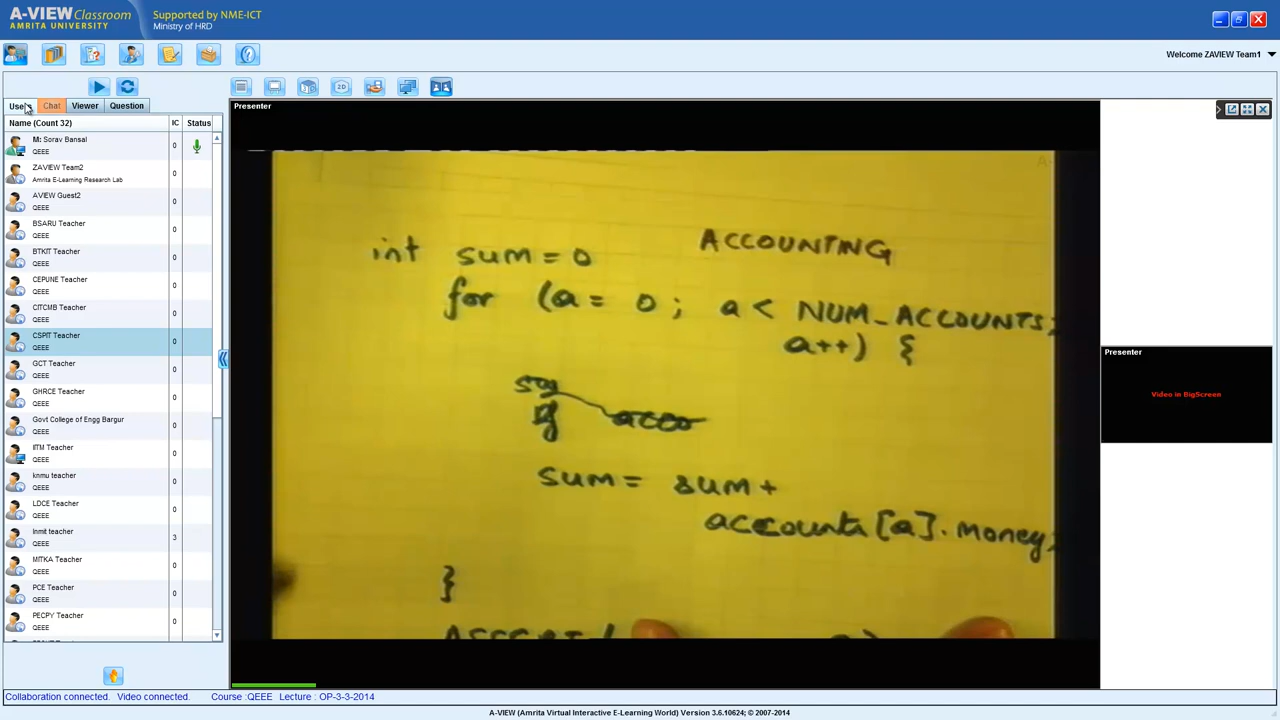 A-VIEW Classroom
AMRITA UNIVERSITY
Supported by NME-ICT
Ministry of HRD
Welcome ZAVIEW Team1
Users
Chat
Viewer
Question
Name (Count 32)
IC
Status
M: Sorav Bansal
QEEE
0
ZAVIEW Team2
Amrita E-Learning Research Lab
0
AVIEW Guest2
QEEE
0
BSARU Teacher
QEEE
0
BTKIT Teacher
QEEE
0
CEPUNE Teacher
QEEE
0
CITCMB Teacher
QEEE
0
CSPIT Teacher
QEEE
0
GCT Teacher
QEEE
0
GHRCE Teacher
QEEE
0
Govt College of Engg Bargur
QEEE
0
IITM Teacher
QEEE
0
knmu teacher
QEEE
0
LDCE Teacher
QEEE
0
lnmit teacher
QEEE
3
MITKA Teacher
QEEE
0
PCE Teacher
QEEE
0
PECPY Teacher
QEEE
0
Presenter
ACCOUNTING
int sum = 0
for (a = 0 ; a < NUM_ACCOUNTS;
a++) {
sum = sum +
accounts[a].money;
}
Presenter
Video in BigScreen
Collaboration connected. Video connected. Course :QEEE Lecture : OP-3-3-2014
A-VIEW (Amrita Virtual Interactive E-Learning World) Version 3.6.10624; © 2007-2014